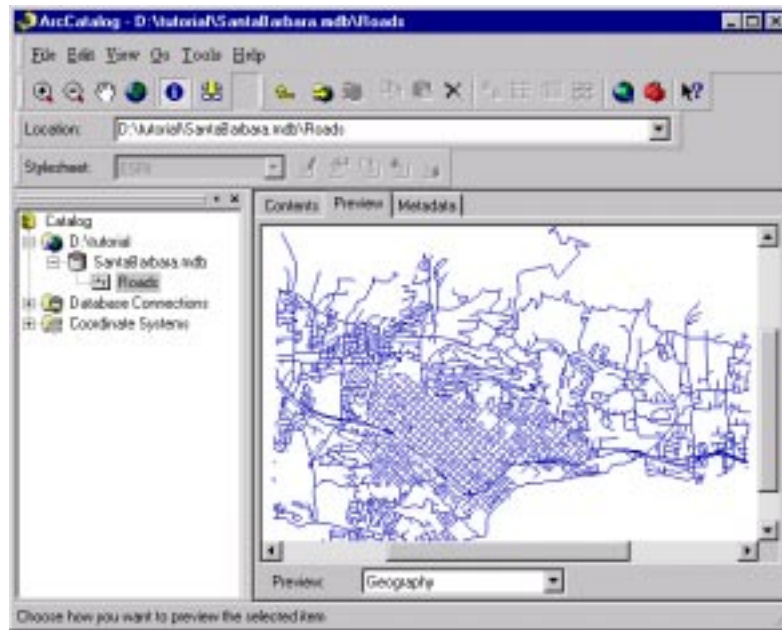 ArcCatalog - D:\tutorial\SantaBarbara.mdb\Roads
File Edit View Go Tools Help
Location: D:\tutorial\SantaBarbara.mdb\Roads
Stylesheet: ESRI
Catalog
D:\tutorial
SantaBarbara.mdb
Roads
Database Connections
Coordinate Systems
Contents Preview Metadata
Preview: Geography
Choose how you want to preview the selected item